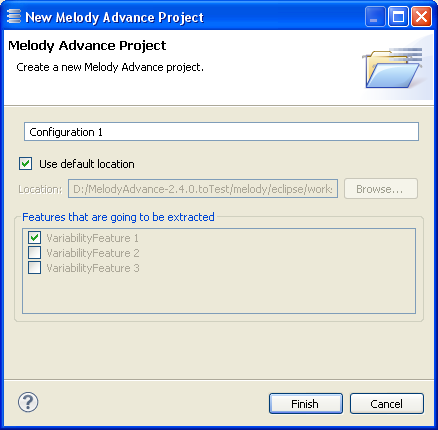 New Melody Advance Project
Melody Advance Project
Create a new Melody Advance project.
Configuration 1
Use default location
Location: D:/MelodyAdvance-2.4.0.toTest/melody/eclipse/work: Browse...
Features that are going to be extracted
VariabilityFeature 1
VariabilityFeature 2
VariabilityFeature 3
Finish Cancel